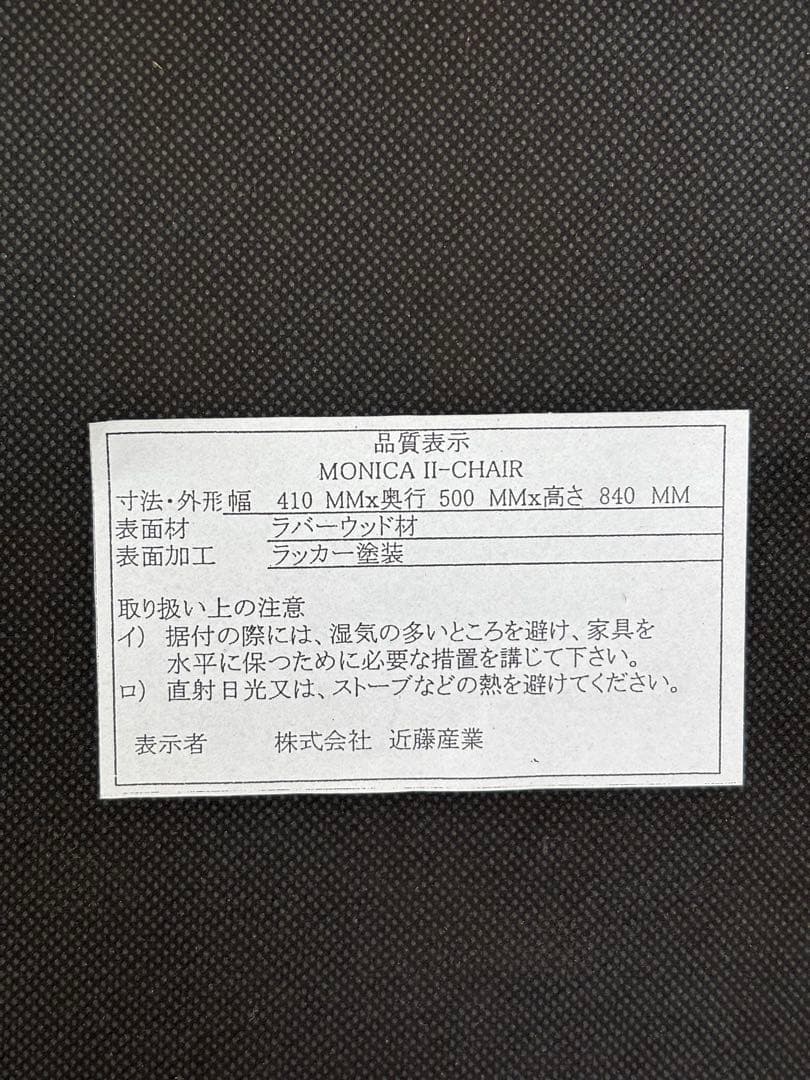 品質表示
MONICA II-CHAIR
寸法・外形 幅 410 MMx奥行 500 MMx高さ 840 MM
表面材 ラバーウッド材
表面加工 ラッカー塗装
取り扱い上の注意
イ) 据付の際には、湿気の多いところを避け、家具を
水平に保つために必要な措置を講じて下さい。
ロ) 直射日光又は、ストーブなどの熱を避けてください。
表示者 株式会社 近藤産業